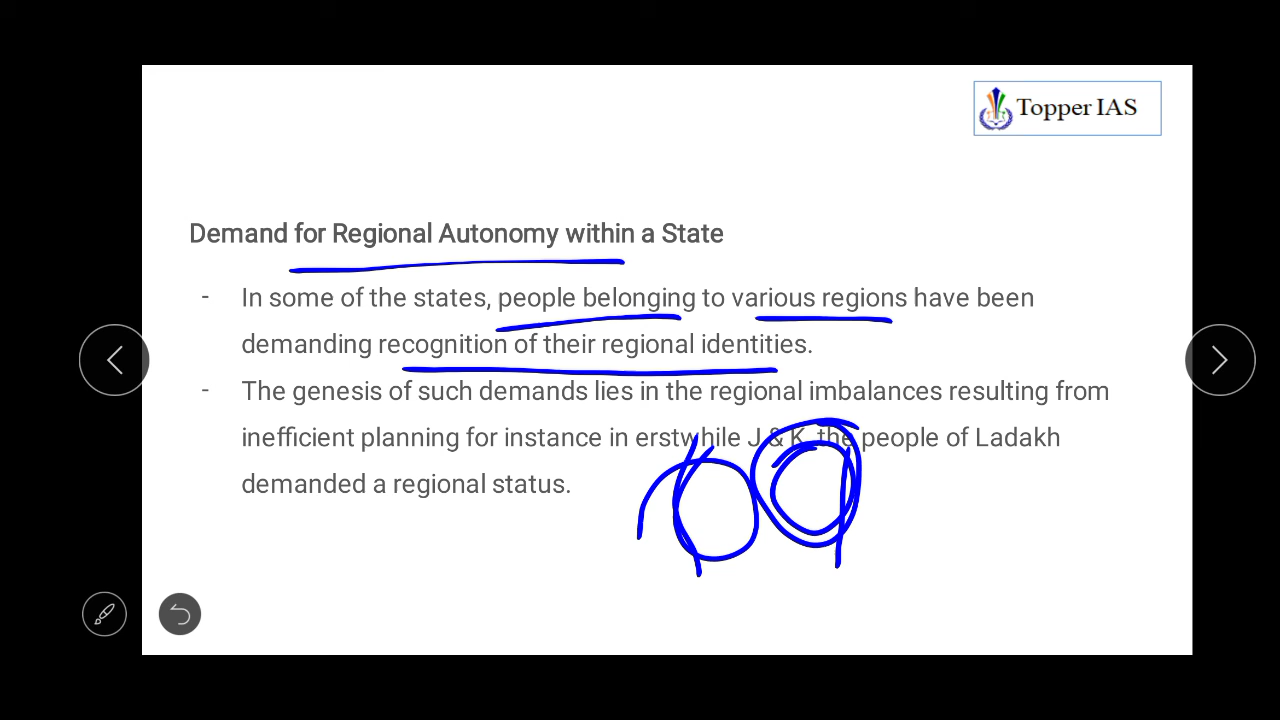 Topper IAS
Demand for Regional Autonomy within a State
- In some of the states, people belonging to various regions have been
demanding recognition of their regional identities.
- The genesis of such demands lies in the regional imbalances resulting from
inefficient planning for instance in erstwhile J & K, the people of Ladakh
demanded a regional status.